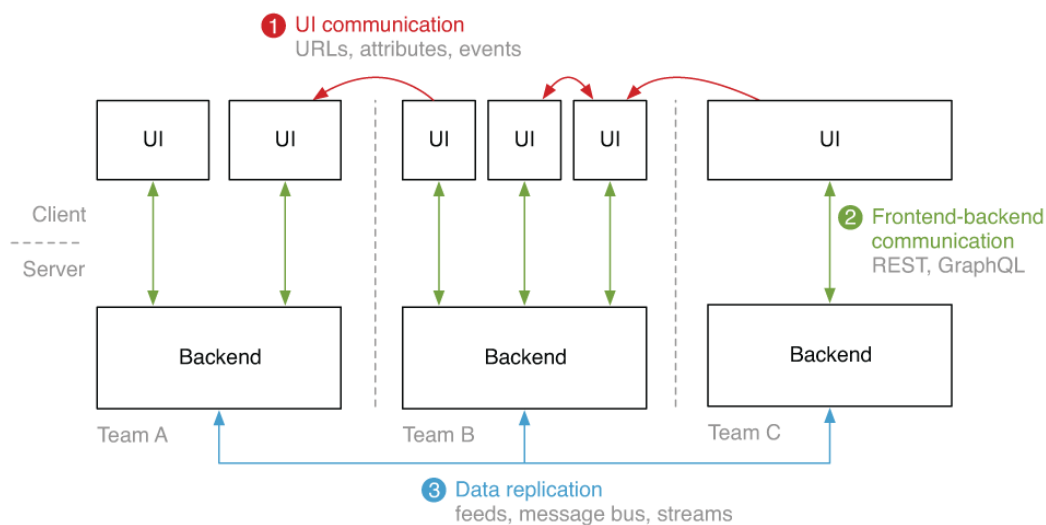 1 UI communication
URLs, attributes, events
UI
UI
UI
UI
UI
UI
Client
Server
2 Frontend-backend
communication
REST, GraphQL
Backend
Backend
Backend
Team A
Team B
Team C
3 Data replication
feeds, message bus, streams